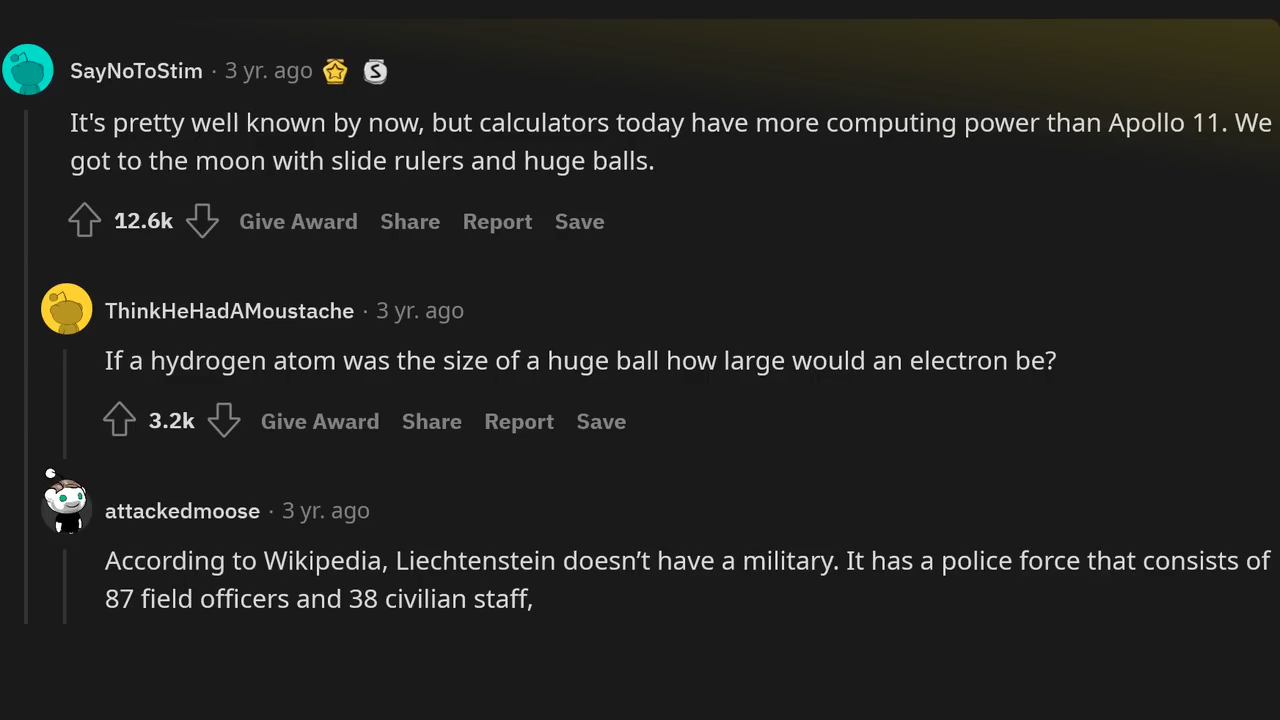 SayNoToStim · 3 yr. ago
It's pretty well known by now, but calculators today have more computing power than Apollo 11. We
got to the moon with slide rulers and huge balls.
12.6k Give Award Share Report Save
ThinkHeHadAMoustache · 3 yr. ago
If a hydrogen atom was the size of a huge ball how large would an electron be?
3.2k Give Award Share Report Save
attackedmoose · 3 yr. ago
According to Wikipedia, Liechtenstein doesn’t have a military. It has a police force that consists of
87 field officers and 38 civilian staff,